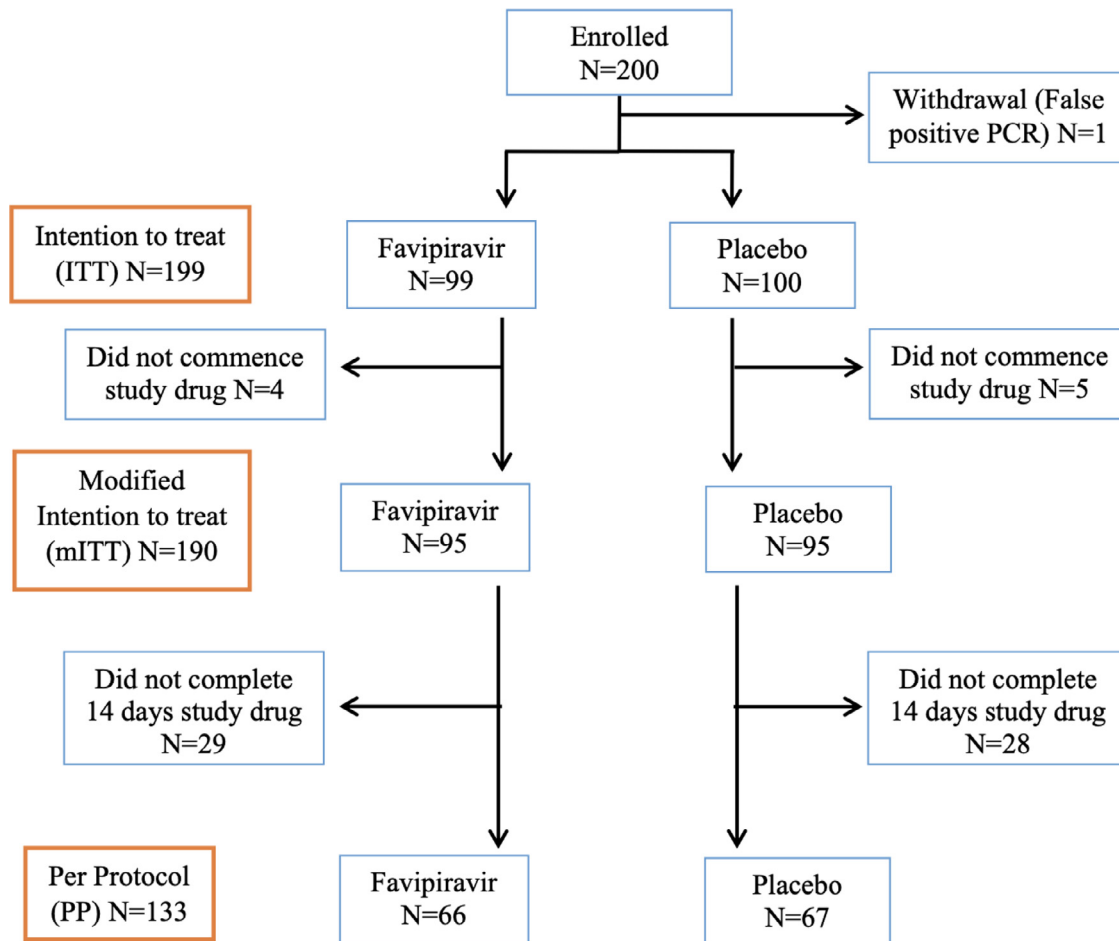 Enrolled
N=200
Withdrawal (False
positive PCR) N=1
Intention to treat
(ITT) N=199
Favipiravir
N=99
Placebo
N=100
Did not commence
study drug N=4
Did not commence
study drug N=5
Modified
Intention to treat
(mITT) N=190
Favipiravir
N=95
Placebo
N=95
Did not complete
14 days study drug
N=29
Did not complete
14 days study drug
N=28
Per Protocol
(PP) N=133
Favipiravir
N=66
Placebo
N=67